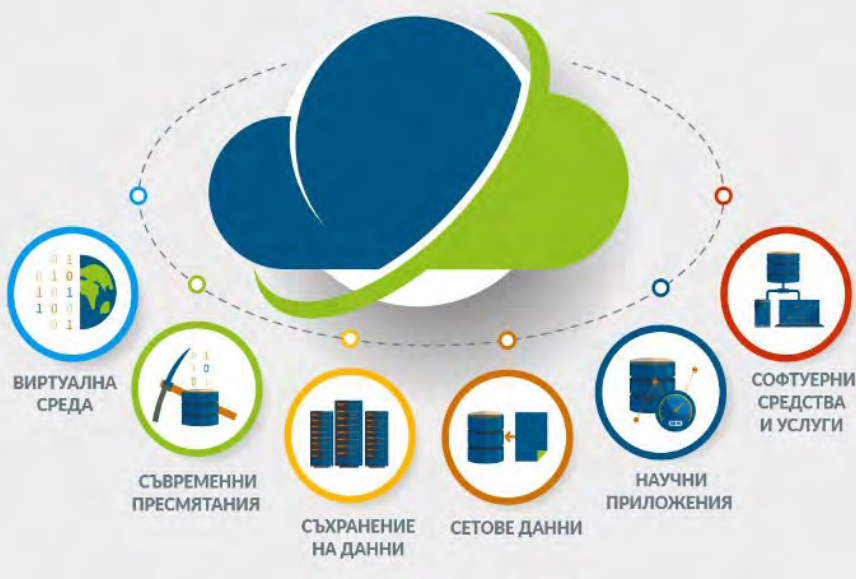 ВИРТУАЛНА
СРЕДА
СЪВРЕМЕННИ
ПРЕСМЯТАНИЯ
СЪХРАНЕНИЕ
НА ДАННИ
СЕТОВЕ ДАННИ
НАУЧНИ
ПРИЛОЖЕНИЯ
СОФТУЕРНИ
СРЕДСТВА
И УСЛУГИ